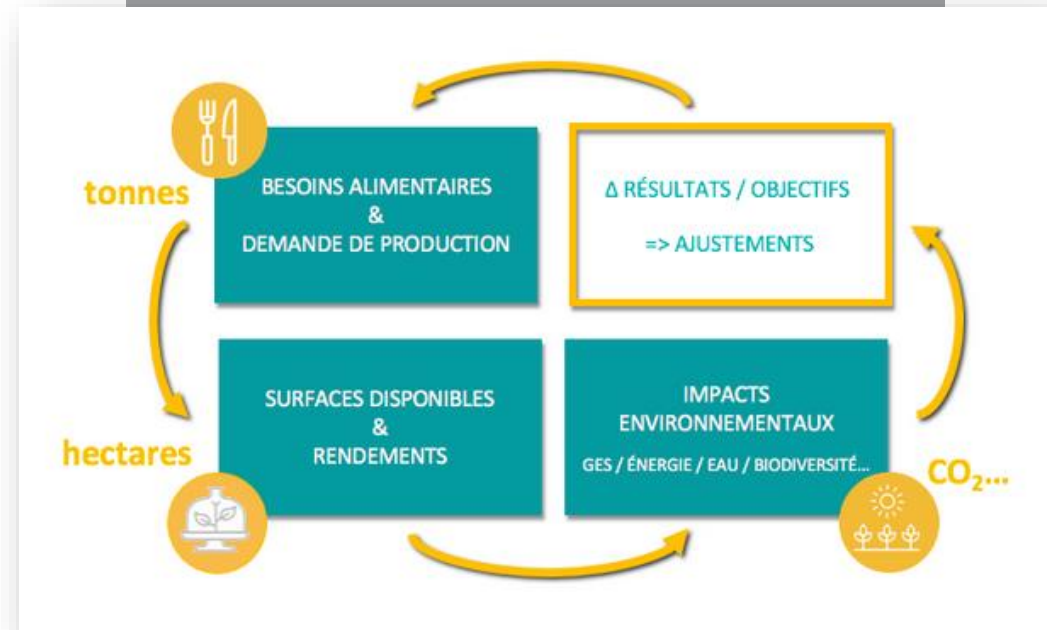 tonnes
BESOINS ALIMENTAIRES
&
DEMANDE DE PRODUCTION
Δ RÉSULTATS / OBJECTIFS
=> AJUSTEMENTS
hectares
SURFACES DISPONIBLES
&
RENDEMENTS
IMPACTS
ENVIRONNEMENTAUX
GES / ÉNERGIE / EAU / BIODIVERSITÉ...
CO₂...